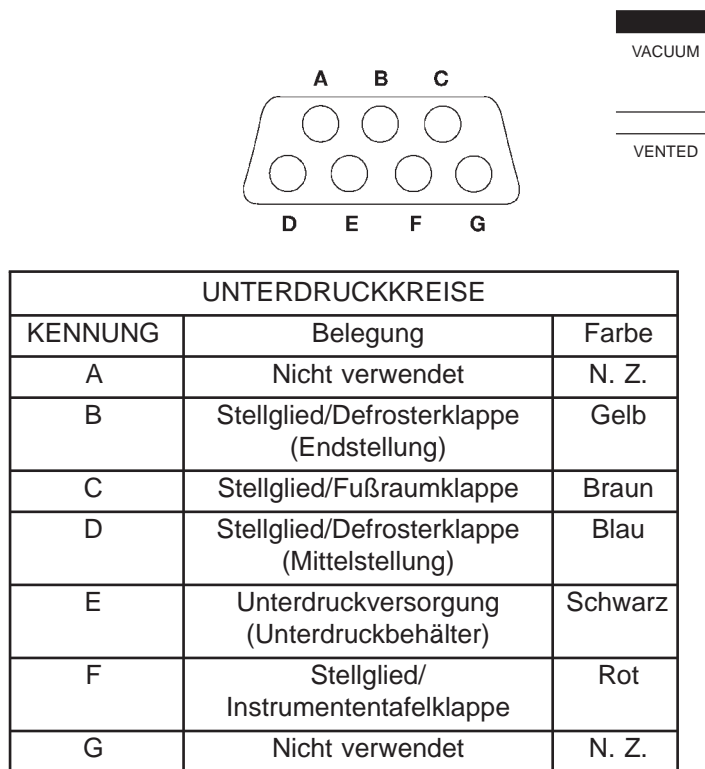 VACUUM
A B C
VENTED
D E F G
UNTERDRUCKKREISE
KENNUNG Belegung Farbe
A Nicht verwendet N. Z.
B Stellglied/Defrosterklappe Gelb
(Endstellung)
C Stellglied/Fußraumklappe Braun
D Stellglied/Defrosterklappe Blau
(Mittelstellung)
E Unterdruckversorgung Schwarz
(Unterdruckbehälter)
F Stellglied/ Rot
Instrumententafelklappe
G Nicht verwendet N. Z.